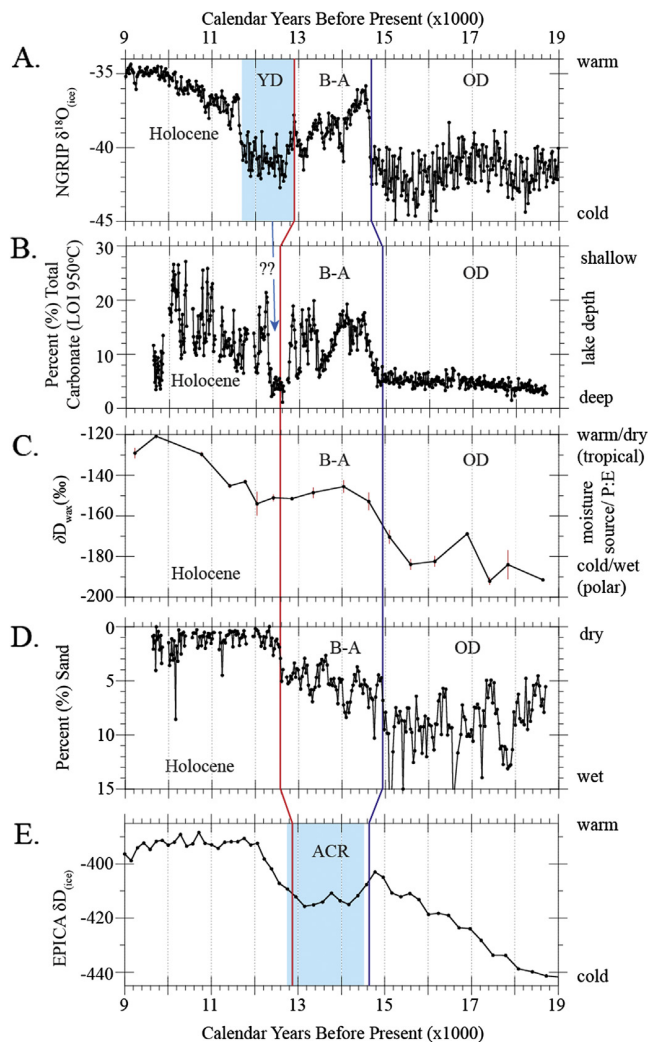 Calendar Years Before Present (x1000)
9 11 13 15 17 19
A.
YD B-A OD
Holocene
NGRIP δ18O(ice)
-35
-40
-45
warm
cold
B.
??
B-A OD
Holocene
Percent (%) Total
Carbonate (LOI 950°C)
30
20
10
0
shallow
lake depth
deep
C.
B-A OD
Holocene
δDwax(‰)
-120
-140
-160
-180
-200
warm/dry
(tropical)
moisture
source/ P:E
cold/wet
(polar)
D.
B-A OD
Holocene
Percent (%) Sand
0
5
10
15
dry
wet
E.
ACR
EPICA δD(ice)
-400
-420
-440
warm
cold
9 11 13 15 17 19
Calendar Years Before Present (x1000)